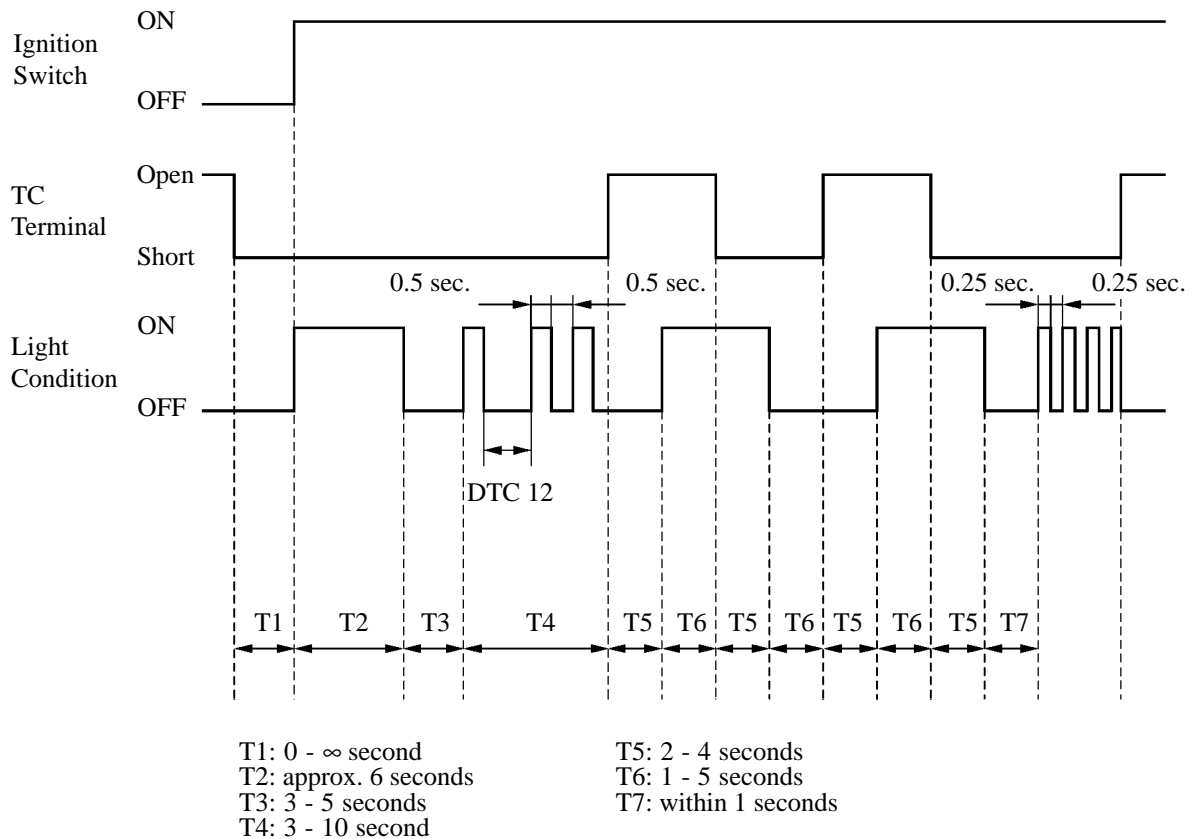 ON
Ignition
Switch
OFF
Open
TC
Terminal
Short
0.5 sec. 0.5 sec. 0.25 sec. 0.25 sec.
ON
Light
Condition
OFF
DTC 12
T1 T2 T3 T4 T5 T6 T5 T6 T5 T6 T5 T7
T1: 0 - ∞ second
T2: approx. 6 seconds
T3: 3 - 5 seconds
T4: 3 - 10 second
T5: 2 - 4 seconds
T6: 1 - 5 seconds
T7: within 1 seconds